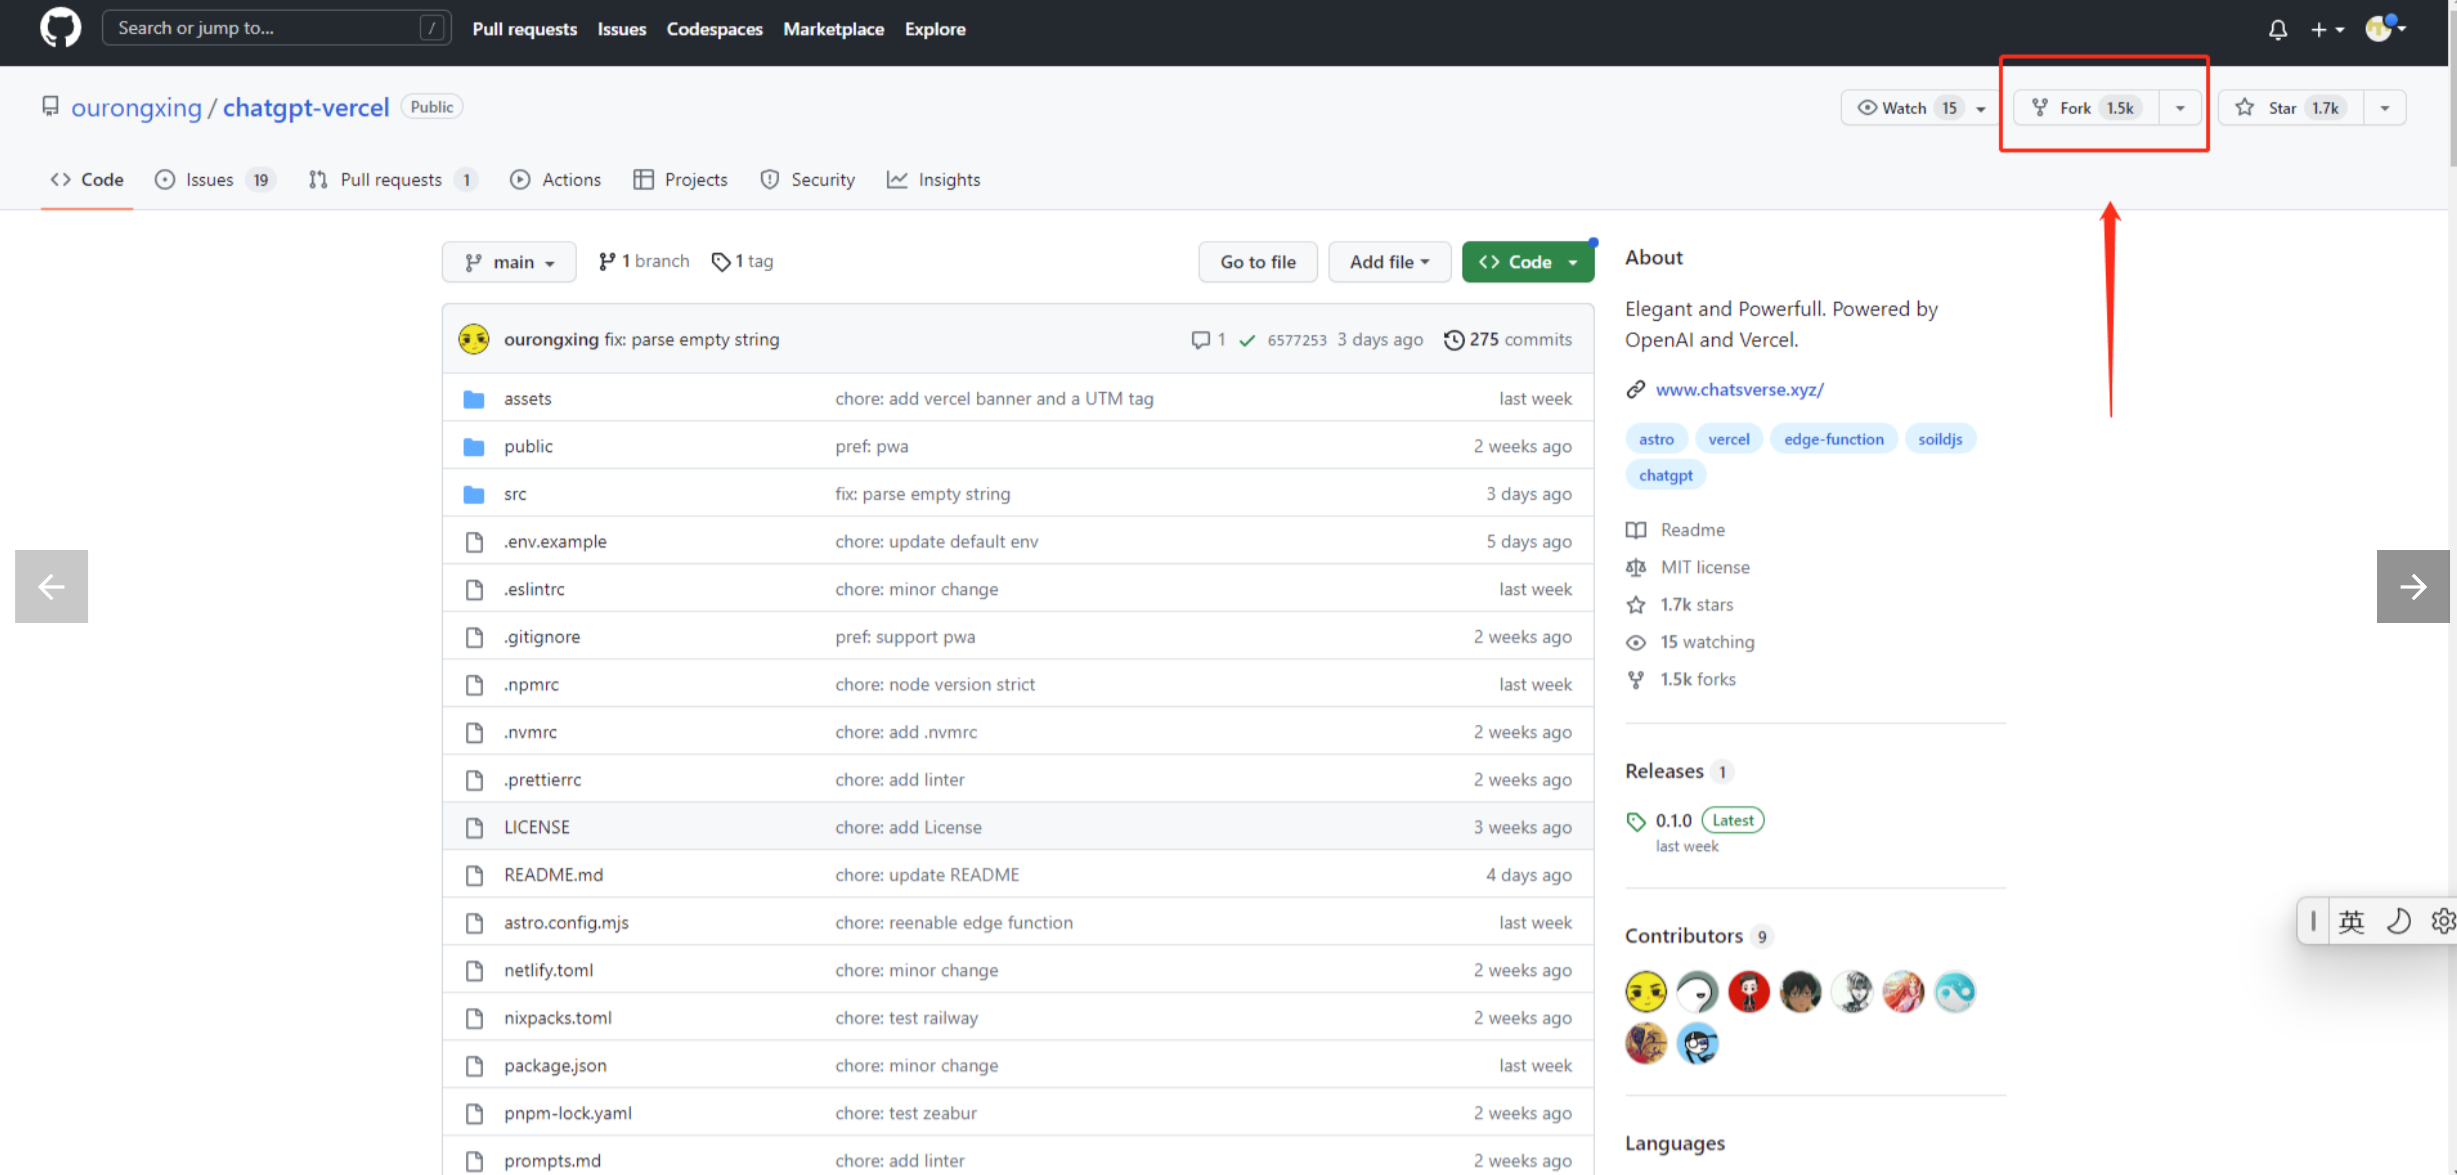 Search or jump to... /
Pull requests Issues Codespaces Marketplace Explore
ourongxing / chatgpt-vercel Public
Watch 15 Fork 1.5k Star 1.7k
Code Issues 19 Pull requests 1 Actions Projects Security Insights
main 1 branch 1 tag Go to file Add file Code
ourongxing fix: parse empty string 1 6577253 3 days ago 275 commits
assets chore: add vercel banner and a UTM tag last week
public pref: pwa 2 weeks ago
src fix: parse empty string 3 days ago
.env.example chore: update default env 5 days ago
.eslintrc chore: minor change last week
.gitignore pref: support pwa 2 weeks ago
.npmrc chore: node version strict last week
.nvmrc chore: add .nvmrc 2 weeks ago
.prettierrc chore: add linter 2 weeks ago
LICENSE chore: add License 3 weeks ago
README.md chore: update README 4 days ago
astro.config.mjs chore: reenable edge function last week
netlify.toml chore: minor change 2 weeks ago
nixpacks.toml chore: test railway 2 weeks ago
package.json chore: minor change last week
pnpm-lock.yaml chore: test zeabur 2 weeks ago
prompts.md chore: add linter 2 weeks ago
About
Elegant and Powerfull. Powered by
OpenAI and Vercel.
www.chatsverse.xyz/
astro vercel edge-function soildjs
chatgpt
Readme
MIT license
1.7k stars
15 watching
1.5k forks
Releases 1
0.1.0 Latest
last week
Contributors 9
Languages
英